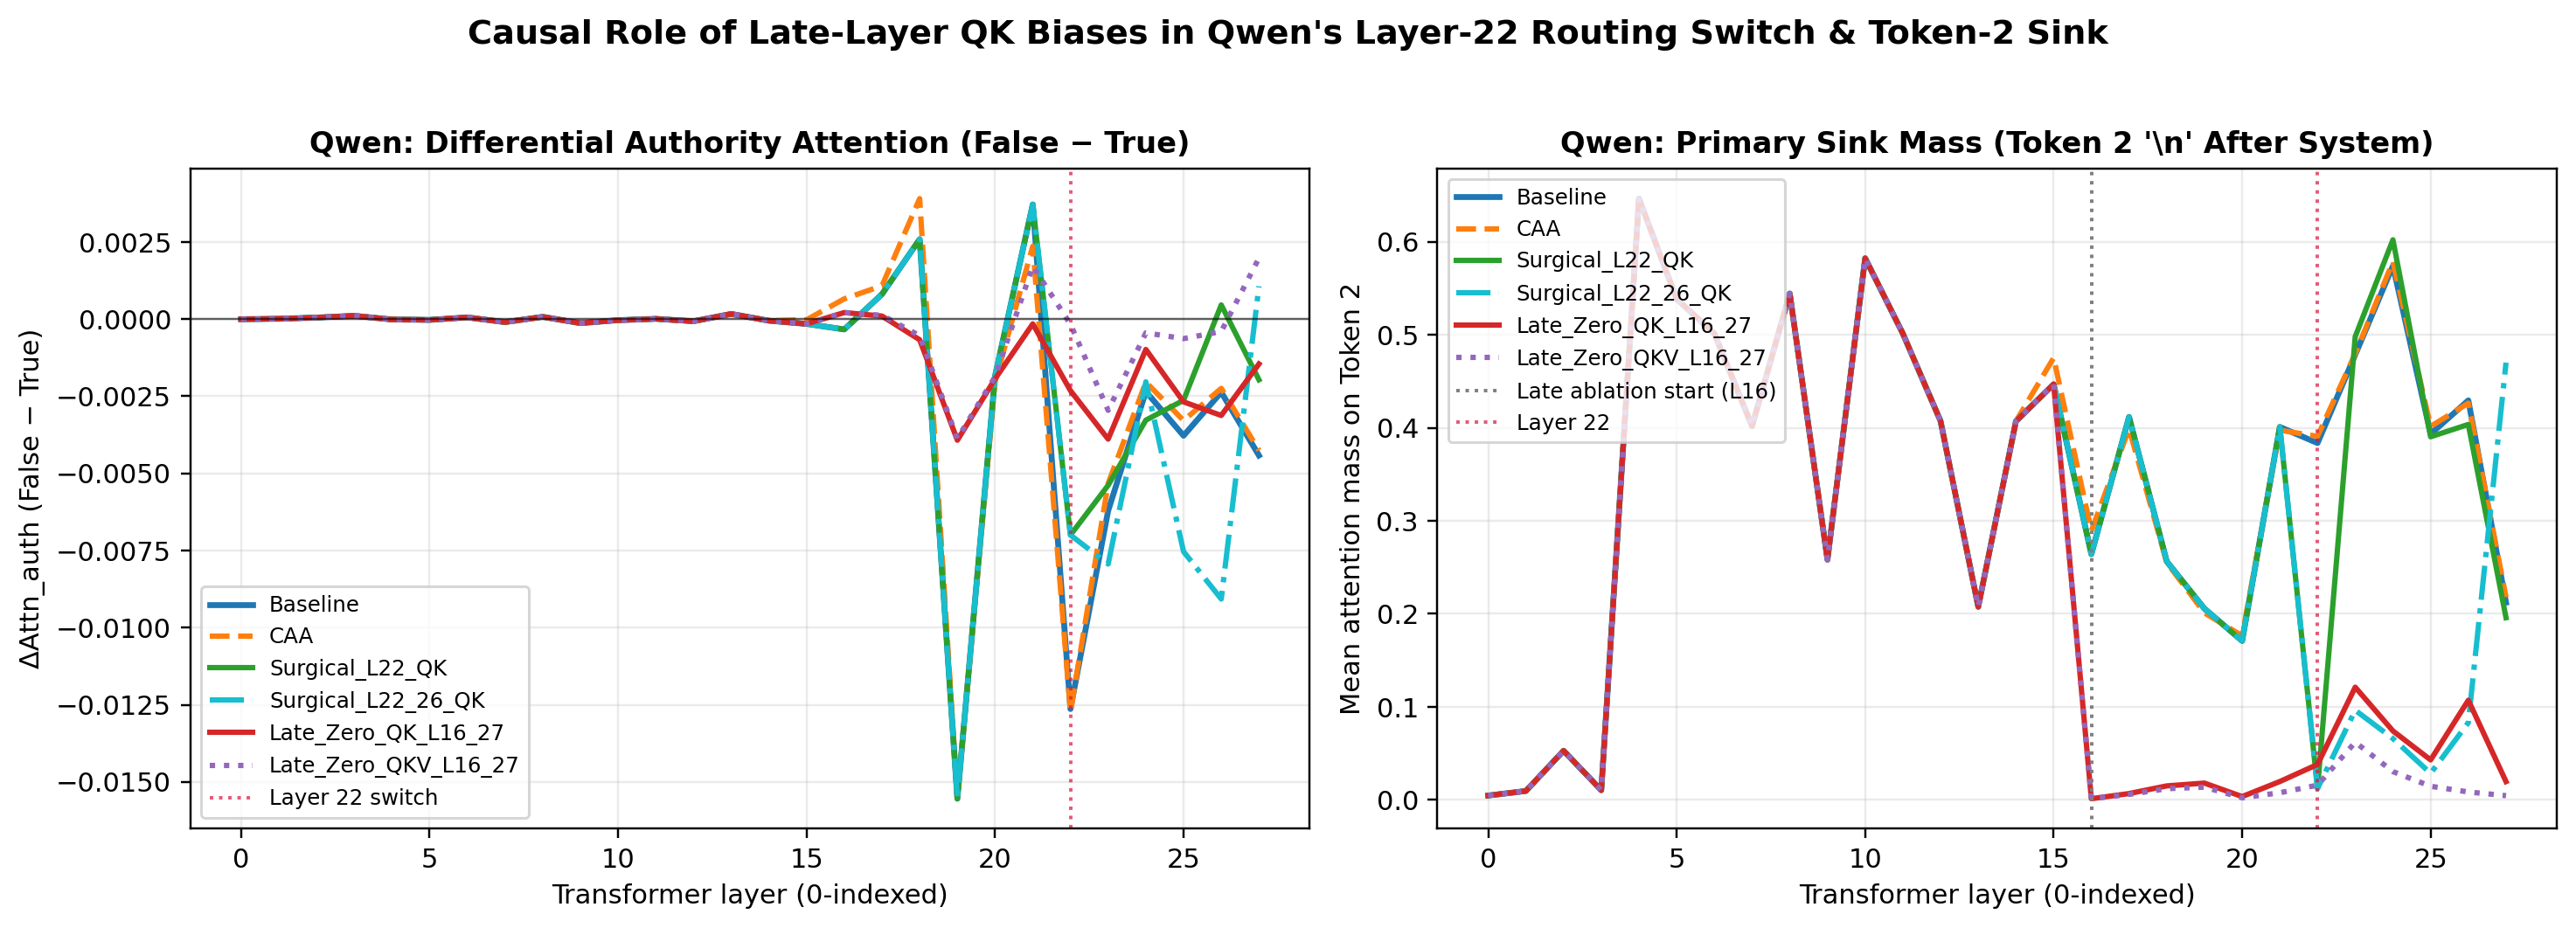 Causal Role of Late-Layer QK Biases in Qwen's Layer-22 Routing Switch & Token-2 Sink
Qwen: Differential Authority Attention (False − True)
ΔAttn_auth (False − True)
0.0025
0.0000
−0.0025
−0.0050
−0.0075
−0.0100
−0.0125
−0.0150
Baseline
CAA
Surgical_L22_QK
Surgical_L22_26_QK
Late_Zero_QK_L16_27
Late_Zero_QKV_L16_27
Layer 22 switch
0 5 10 15 20 25
Transformer layer (0-indexed)
Qwen: Primary Sink Mass (Token 2 '\n' After System)
Mean attention mass on Token 2
0.6
0.5
0.4
0.3
0.2
0.1
0.0
Baseline
CAA
Surgical_L22_QK
Surgical_L22_26_QK
Late_Zero_QK_L16_27
Late_Zero_QKV_L16_27
Late ablation start (L16)
Layer 22
0 5 10 15 20 25
Transformer layer (0-indexed)